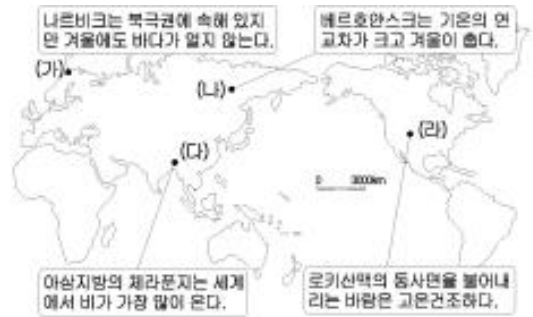 나르비크는 북극권에 속해 있지
만 겨울에도 바다가 얼지 않는다.
베르호얀스크는 기온의 연
교차가 크고 겨울이 춥다.
(가)
(나)
(다)
(라)
0 3000km
아삼지방의 체라푼지는 세계
에서 비가 가장 많이 온다.
로키산맥의 동사면을 불어내
리는 바람은 고온건조하다.